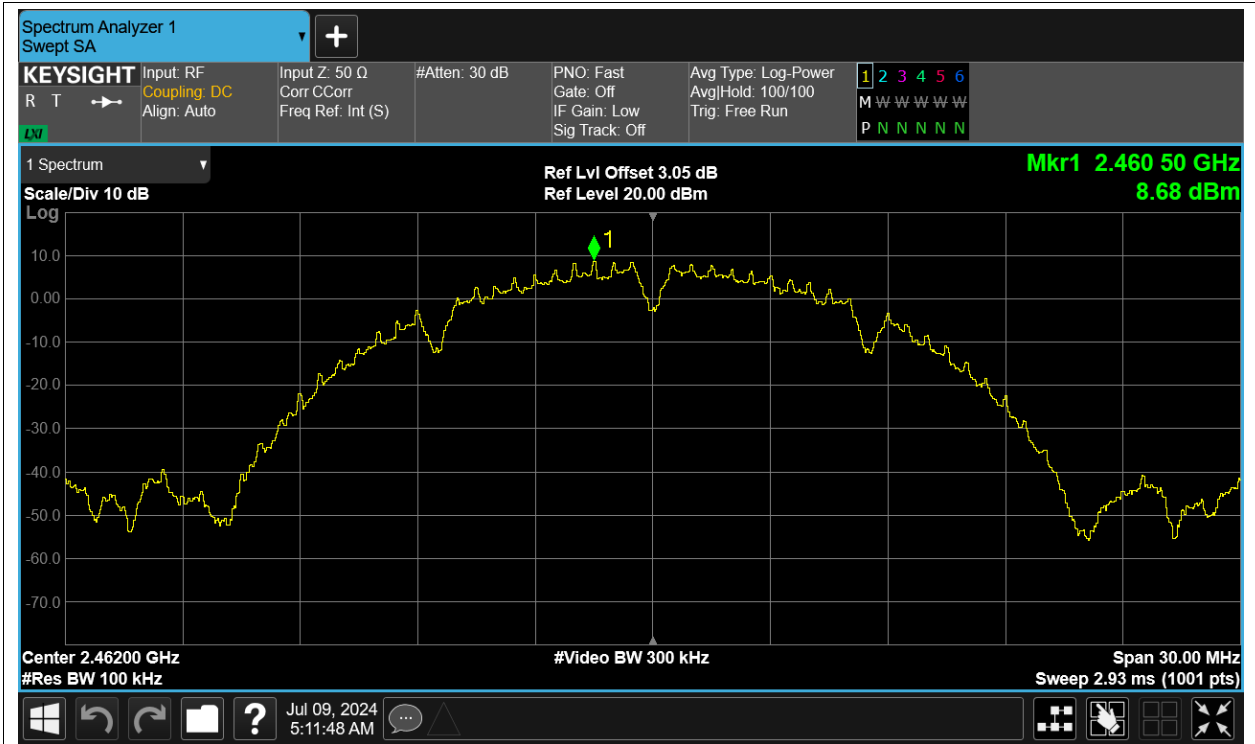 Spectrum Analyzer 1
Swept SA
KEYSIGHT
R T
LXI
Input: RF
Coupling: DC
Align: Auto
Input Z: 50 Ω
Corr CCorr
Freq Ref: Int (S)
#Atten: 30 dB
PNO: Fast
Gate: Off
IF Gain: Low
Sig Track: Off
Avg Type: Log-Power
Avg|Hold: 100/100
Trig: Free Run
1 2 3 4 5 6
M W W W W W
P N N N N N
1 Spectrum
Scale/Div 10 dB
Log
Ref Lvl Offset 3.05 dB
Ref Level 20.00 dBm
Mkr1 2.460 50 GHz
8.68 dBm
1
10.0
0.00
-10.0
-20.0
-30.0
-40.0
-50.0
-60.0
-70.0
Center 2.46200 GHz
#Res BW 100 kHz
#Video BW 300 kHz
Span 30.00 MHz
Sweep 2.93 ms (1001 pts)
?
Jul 09, 2024
5:11:48 AM